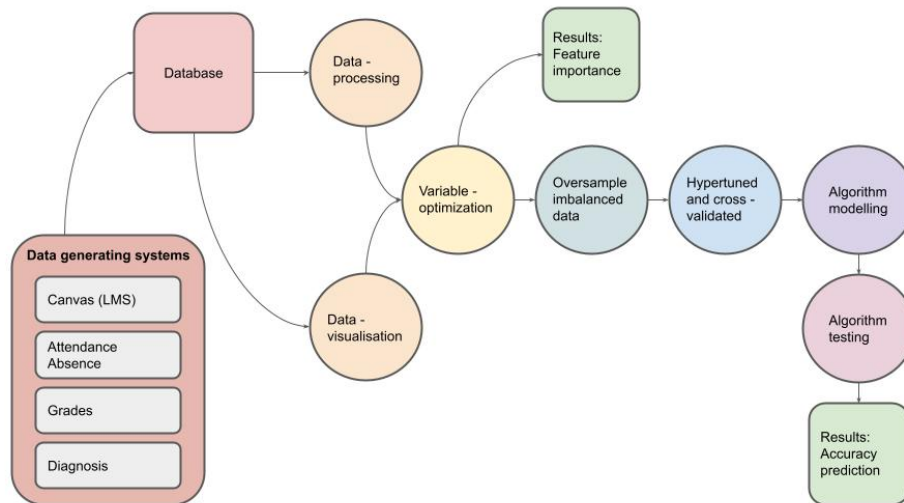 Database
Data -
processing
Results:
Feature
importance
Variable -
optimization
Oversample
imbalanced
data
Hypertuned
and cross -
validated
Algorithm
modelling
Data generating systems
Canvas (LMS)
Attendance
Absence
Grades
Diagnosis
Data -
visualisation
Algorithm
testing
Results:
Accuracy
prediction